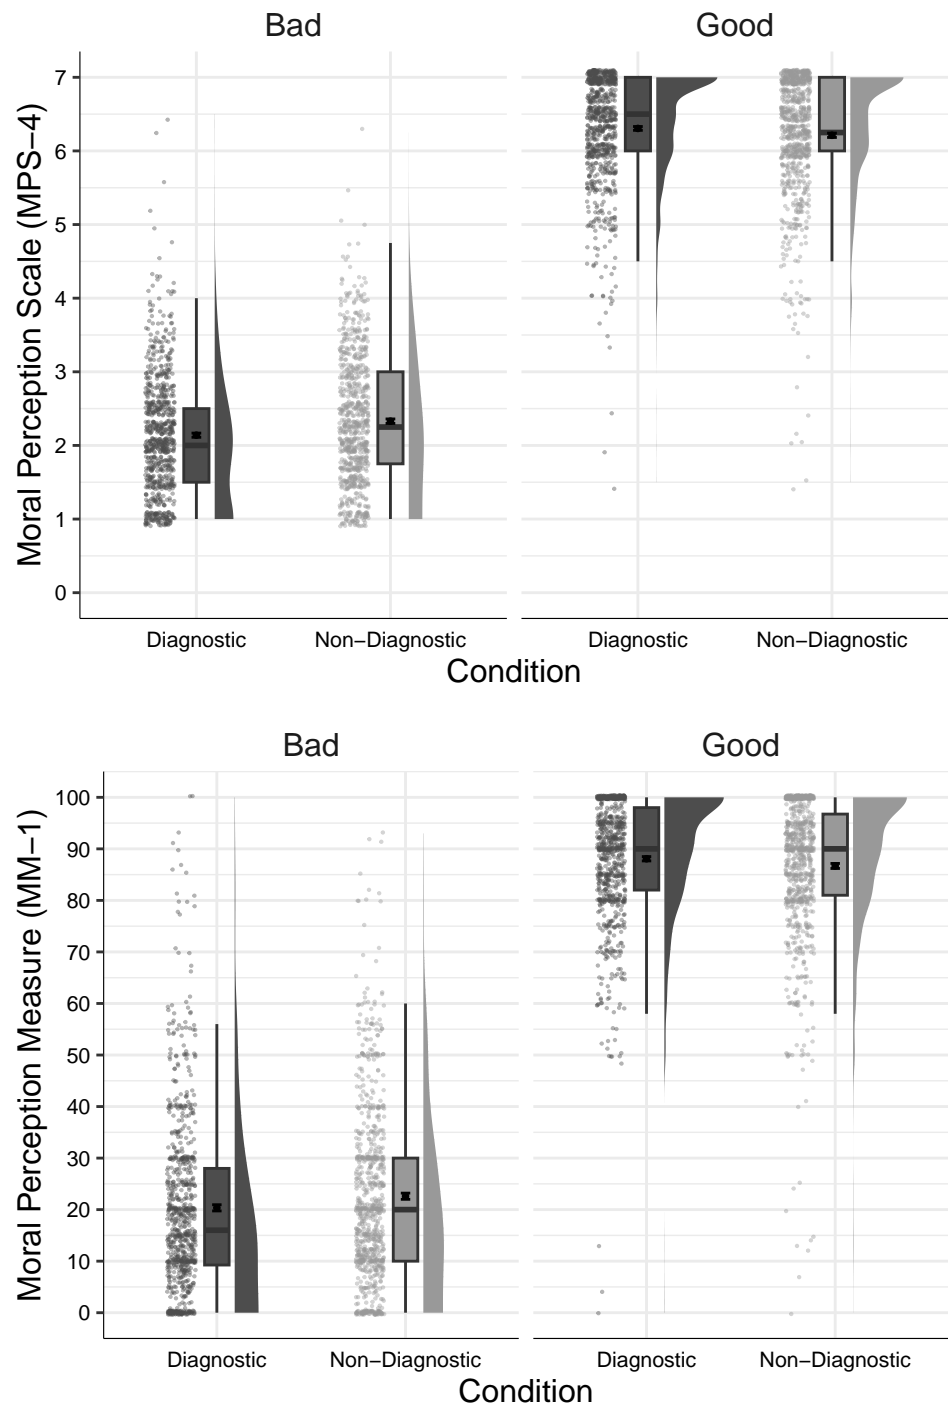 Bad Good
Moral Perception Scale (MPS−4)
7
6
5
4
3
2
1
0
Diagnostic Non−Diagnostic Diagnostic Non−Diagnostic
Condition
Bad Good
Moral Perception Measure (MM−1)
100
90
80
70
60
50
40
30
20
10
0
Diagnostic Non−Diagnostic Diagnostic Non−Diagnostic
Condition